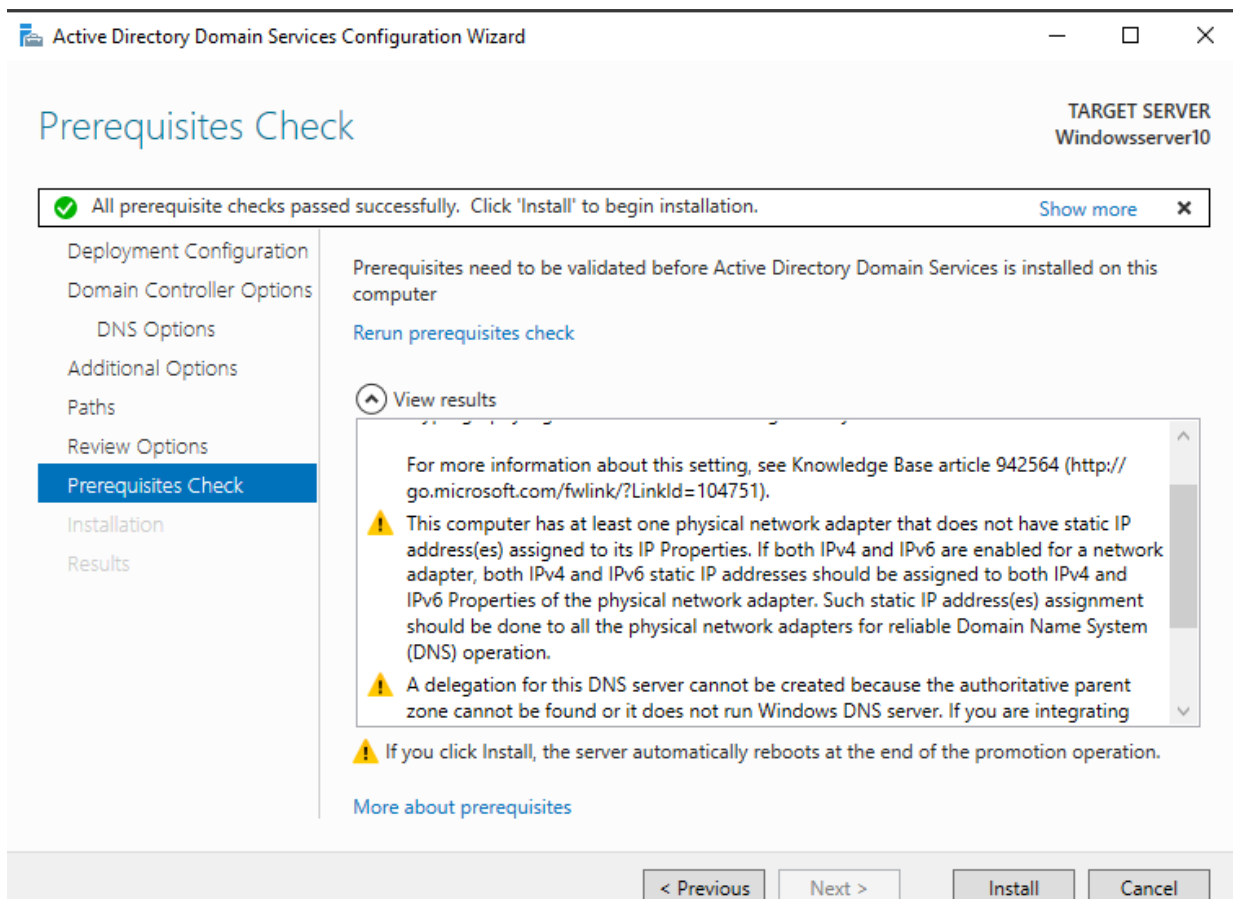 Active Directory Domain Services Configuration Wizard
Prerequisites Check
TARGET SERVER
Windowsserver10
All prerequisite checks passed successfully. Click 'Install' to begin installation.
Show more
Deployment Configuration
Domain Controller Options
DNS Options
Additional Options
Paths
Review Options
Prerequisites Check
Installation
Results
Prerequisites need to be validated before Active Directory Domain Services is installed on this
computer
Rerun prerequisites check
View results
For more information about this setting, see Knowledge Base article 942564 (http://
go.microsoft.com/fwlink/?LinkId=104751).
This computer has at least one physical network adapter that does not have static IP
address(es) assigned to its IP Properties. If both IPv4 and IPv6 are enabled for a network
adapter, both IPv4 and IPv6 static IP addresses should be assigned to both IPv4 and
IPv6 Properties of the physical network adapter. Such static IP address(es) assignment
should be done to all the physical network adapters for reliable Domain Name System
(DNS) operation.
A delegation for this DNS server cannot be created because the authoritative parent
zone cannot be found or it does not run Windows DNS server. If you are integrating
If you click Install, the server automatically reboots at the end of the promotion operation.
More about prerequisites
< Previous
Next >
Install
Cancel